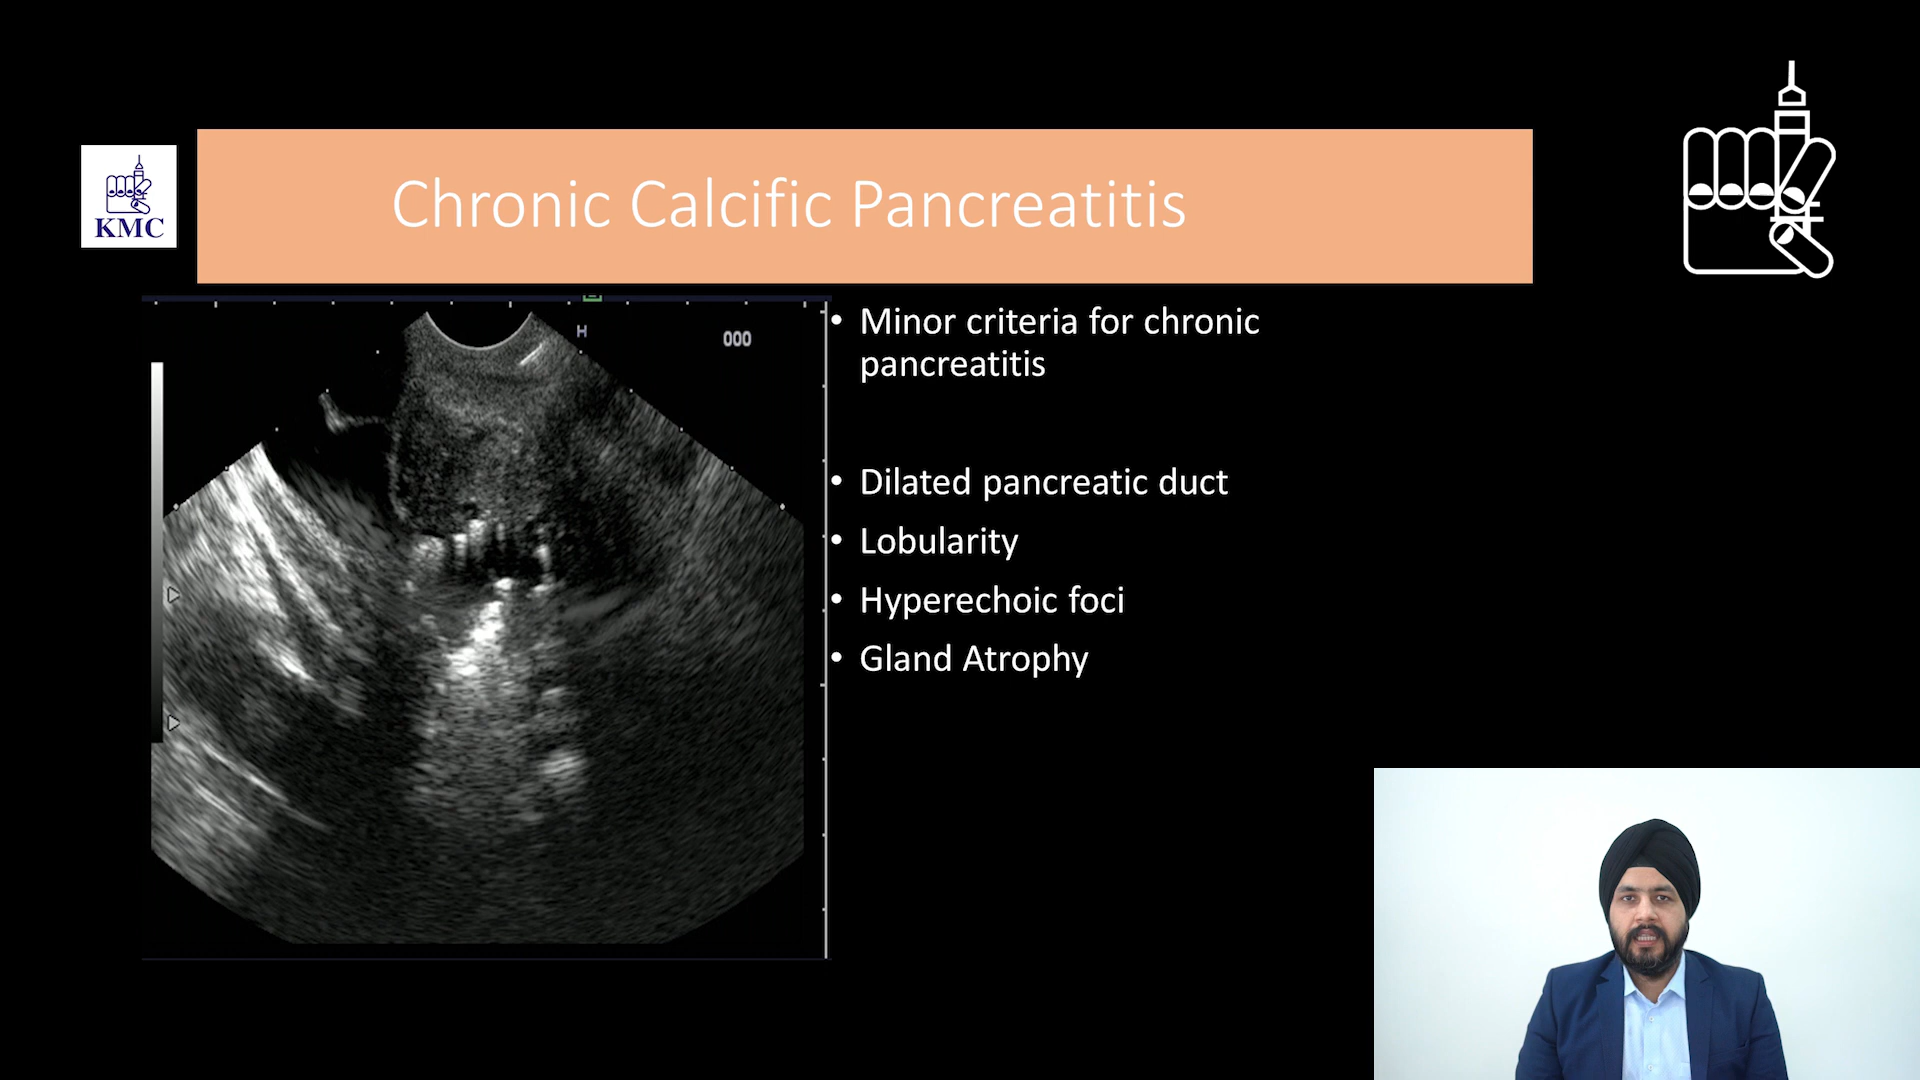 KMC
Chronic Calcific Pancreatitis
H
000
• Minor criteria for chronic
pancreatitis
• Dilated pancreatic duct
• Lobularity
• Hyperechoic foci
• Gland Atrophy